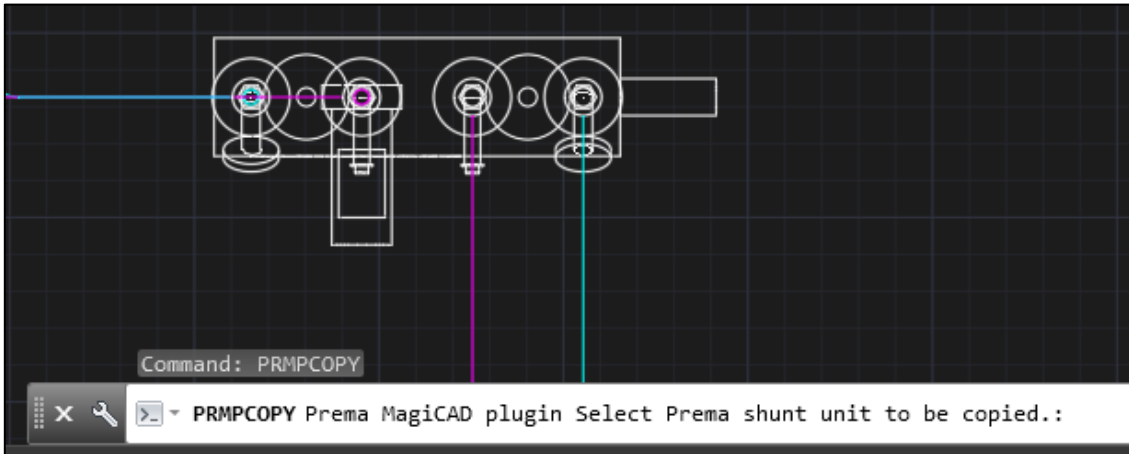 Command: PRMPCOPY
PRMPCOPY Prema MagiCAD plugin Select Prema shunt unit to be copied.: